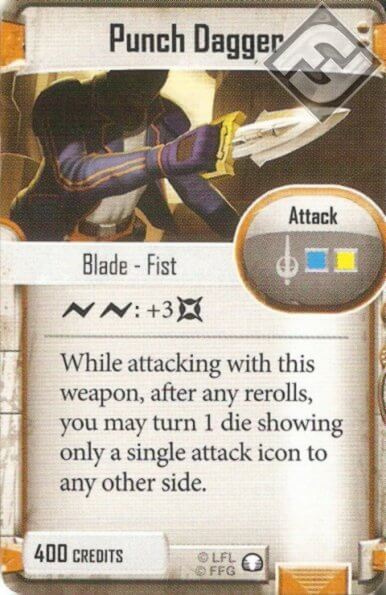 Punch Dagger
Attack
Blade - Fist
: +3
While attacking with this
weapon, after any rerolls,
you may turn 1 die showing
only a single attack icon to
any other side.
400 CREDITS
© LFL
© FFG